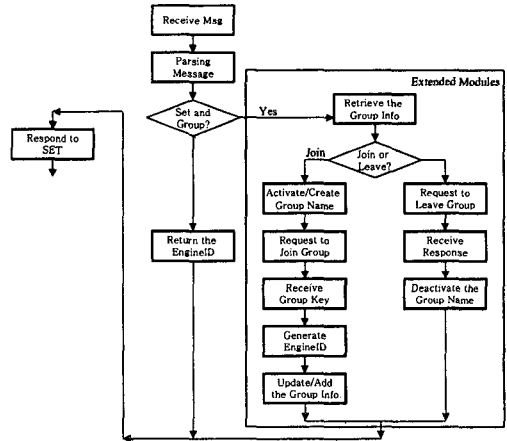 Receive Msg
Parsing
Message
Set and
Group?
Yes
Extended Modules
Retrieve the
Group Info
Respond to
SET
Join
Join or
Leave?
Activate/Create
Group Name
Request to
Leave Group
Return the
EngineID
Request to
Join Group
Receive
Response
Receive
Group Key
Deactivate the
Group Name
Generate
EngineID
Update/Add
the Group Info.